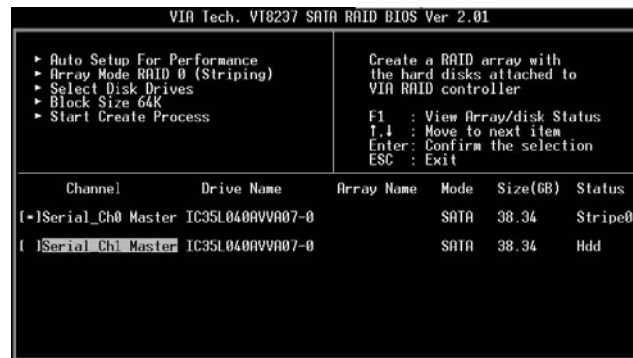 VIA Tech. VT8237 SATA RAID BIOS Ver 2.01
► Auto Setup For Performance
► Array Mode RAID 0 (Striping)
► Select Disk Drives
► Block Size 64K
► Start Create Process
Create a RAID array with
the hard disks attached to
VIA RAID controller
F1 : View Array/disk Status
↑,↓ : Move to next item
Enter: Confirm the selection
ESC : Exit
Channel Drive Name Array Name Mode Size(GB) Status
[*]Serial_Ch0 Master IC35L040AVVA07-0 SATA 38.34 Stripe0
[ ]Serial_Ch1 Master IC35L040AVVA07-0 SATA 38.34 Hdd